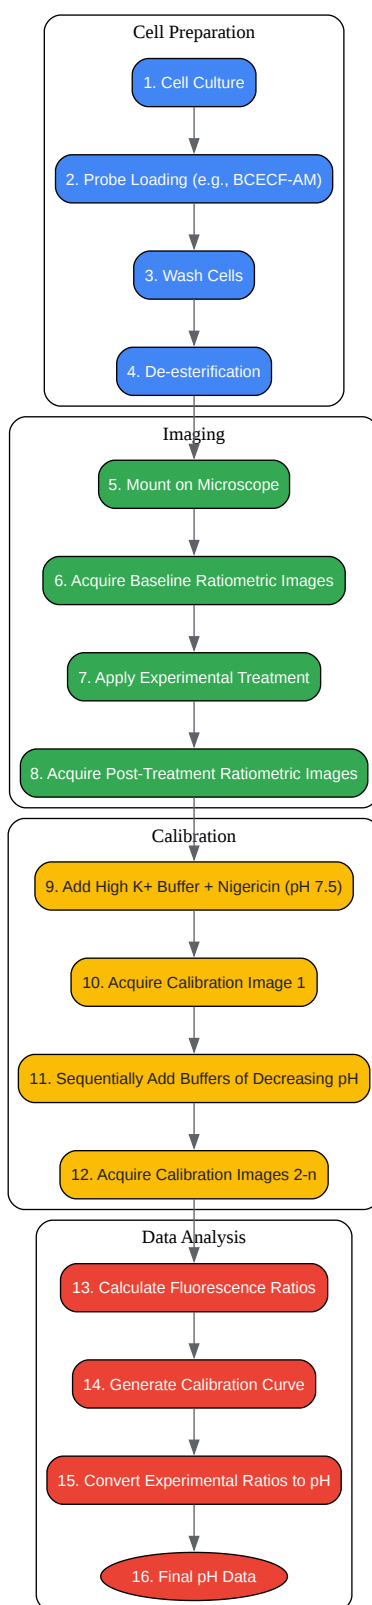 Cell Preparation
1. Cell Culture
2. Probe Loading (e.g., BCECF-AM)
3. Wash Cells
4. De-esterification
Imaging
5. Mount on Microscope
6. Acquire Baseline Ratiometric Images
7. Apply Experimental Treatment
8. Acquire Post-Treatment Ratiometric Images
Calibration
9. Add High K+ Buffer + Nigericin (pH 7.5)
10. Acquire Calibration Image 1
11. Sequentially Add Buffers of Decreasing pH
12. Acquire Calibration Images 2-n
Data Analysis
13. Calculate Fluorescence Ratios
14. Generate Calibration Curve
15. Convert Experimental Ratios to pH
16. Final pH Data